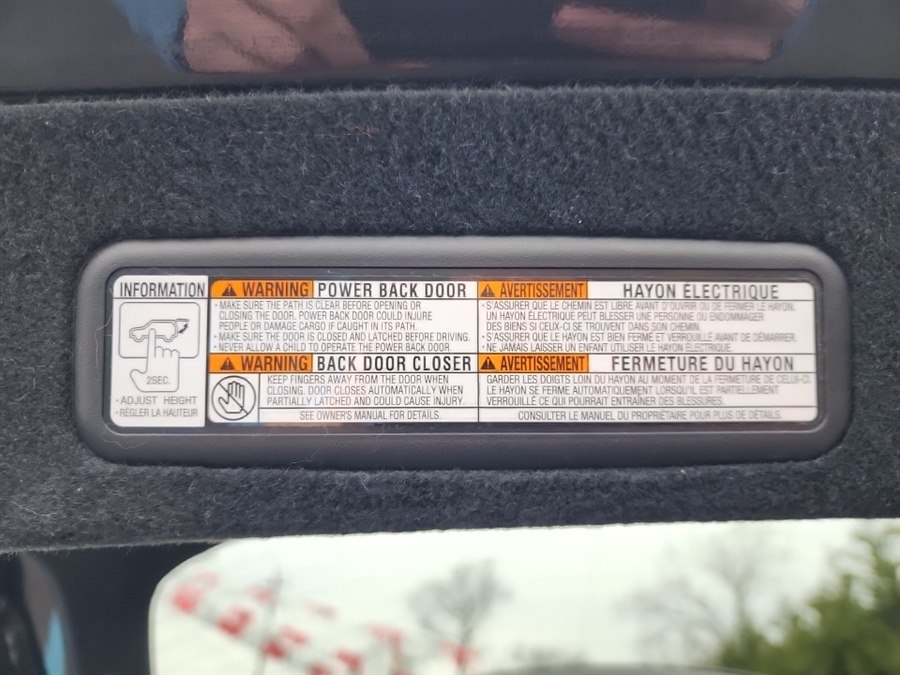 INFORMATION
2SEC.
• ADJUST HEIGHT
• RÉGLER LA HAUTEUR
⚠ WARNING POWER BACK DOOR
• MAKE SURE THE PATH IS CLEAR BEFORE OPENING OR
CLOSING THE DOOR. POWER BACK DOOR COULD INJURE
PEOPLE OR DAMAGE CARGO IF CAUGHT IN ITS PATH.
• MAKE SURE THE DOOR IS CLOSED AND LATCHED BEFORE DRIVING.
• NEVER ALLOW A CHILD TO OPERATE THE POWER BACK DOOR
⚠ WARNING BACK DOOR CLOSER
KEEP FINGERS AWAY FROM THE DOOR WHEN
CLOSING. DOOR CLOSES AUTOMATICALLY WHEN
PARTIALLY LATCHED AND COULD CAUSE INJURY.
SEE OWNER'S MANUAL FOR DETAILS.
⚠ AVERTISSEMENT HAYON ÉLECTRIQUE
• S'ASSURER QUE LE CHEMIN EST LIBRE AVANT D'OUVRIR OU DE FERMER LE HAYON.
UN HAYON ÉLECTRIQUE PEUT BLESSER UNE PERSONNE OU ENDOMMAGER
DES BIENS SI CEUX-CI SE TROUVENT DANS SON CHEMIN.
• S'ASSURER QUE LE HAYON EST BIEN FERMÉ ET VERROUILLÉ AVANT DE DÉMARRER.
• NE JAMAIS LAISSER UN ENFANT UTILISER LE HAYON ÉLECTRIQUE.
⚠ AVERTISSEMENT FERMETURE DU HAYON
GARDER LES DOIGTS LOIN DU HAYON AU MOMENT DE LA FERMETURE DE CELUI-CI.
LE HAYON SE FERME AUTOMATIQUEMENT LORSQU'IL EST PARTIELLEMENT
VERROUILLÉ CE QUI POURRAIT ENTRAÎNER DES BLESSURES.
CONSULTER LE MANUEL DU PROPRIÉTAIRE POUR PLUS DE DÉTAILS.